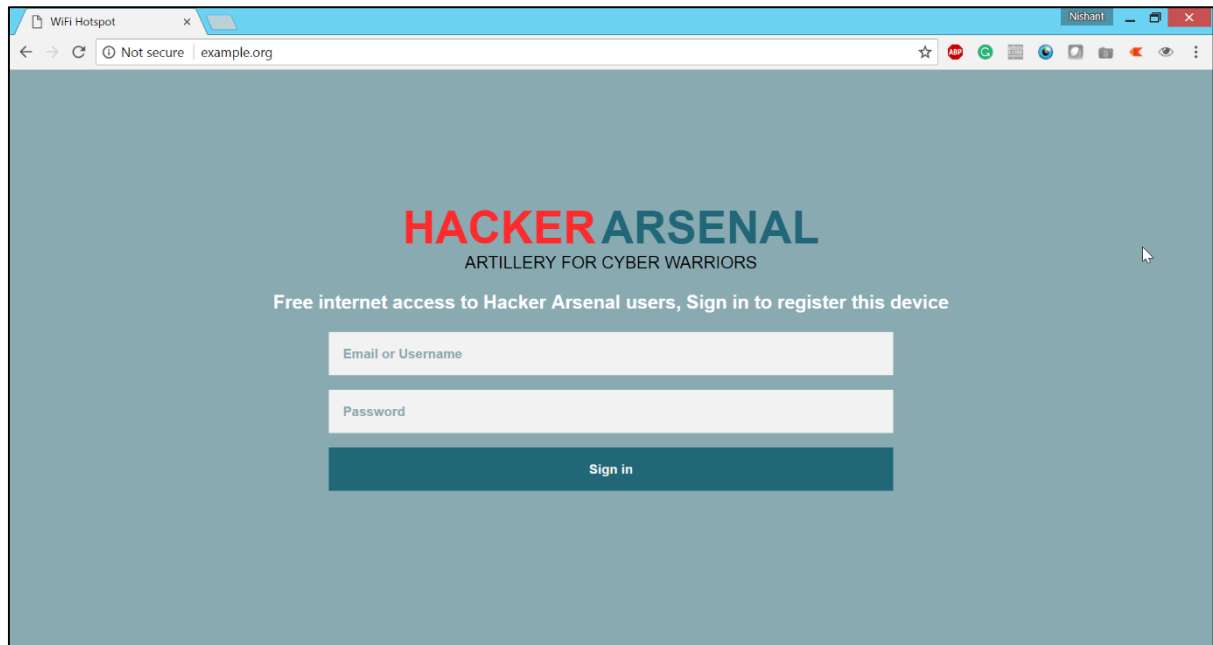 WiFi Hotspot
Nishant
Not secure example.org
ABP
HACKER ARSENAL
ARTILLERY FOR CYBER WARRIORS
Free internet access to Hacker Arsenal users, Sign in to register this device
Email or Username
Password
Sign in